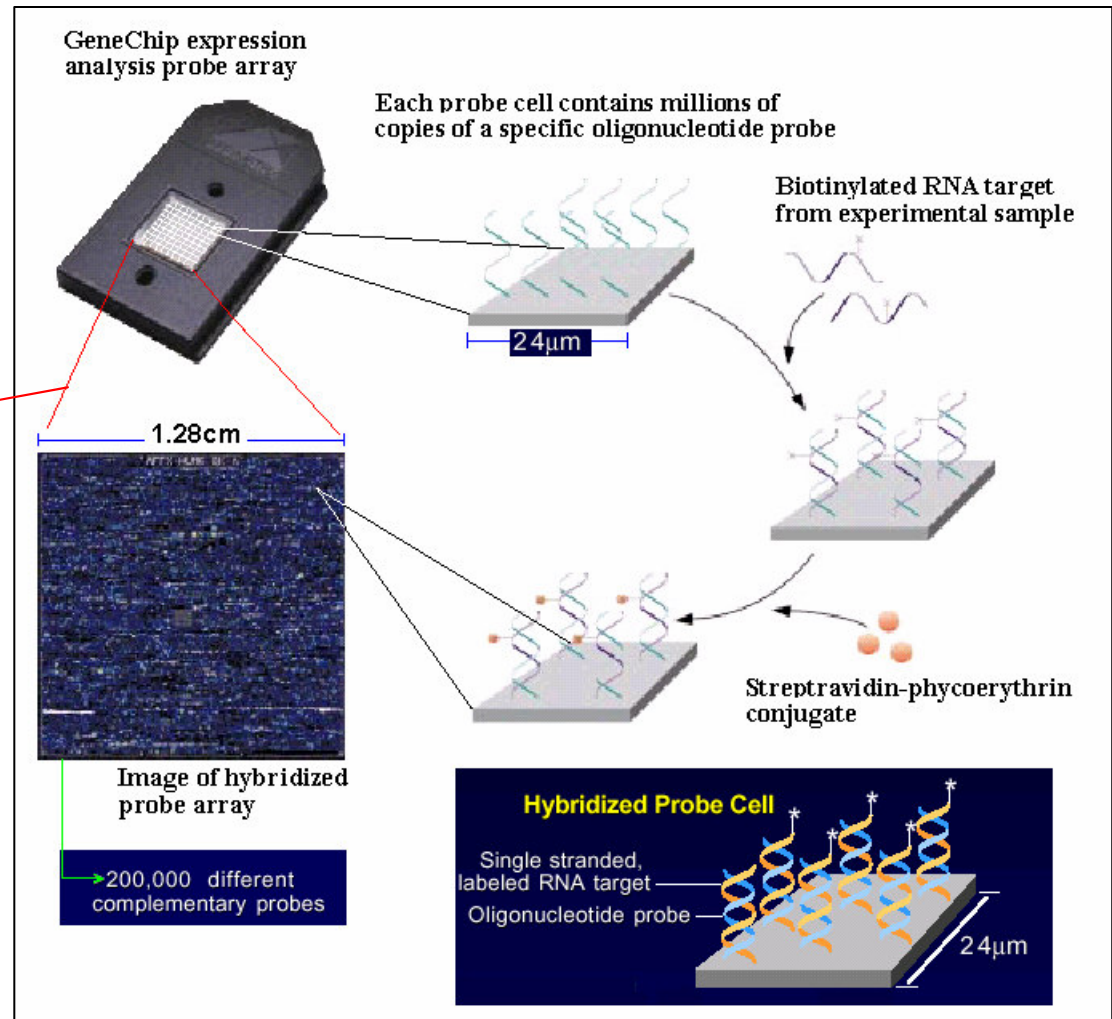 GeneChip expression
analysis probe array
Each probe cell contains millions of
copies of a specific oligonucleotide probe
Biotinylated RNA target
from experimental sample
24μm
1.28cm
Streptravidin-phycoerythrin
conjugate
Image of hybridized
probe array
200,000 different
complementary probes
Hybridized Probe Cell
* * * * *
Single stranded,
labeled RNA target
Oligonucleotide probe
24μm